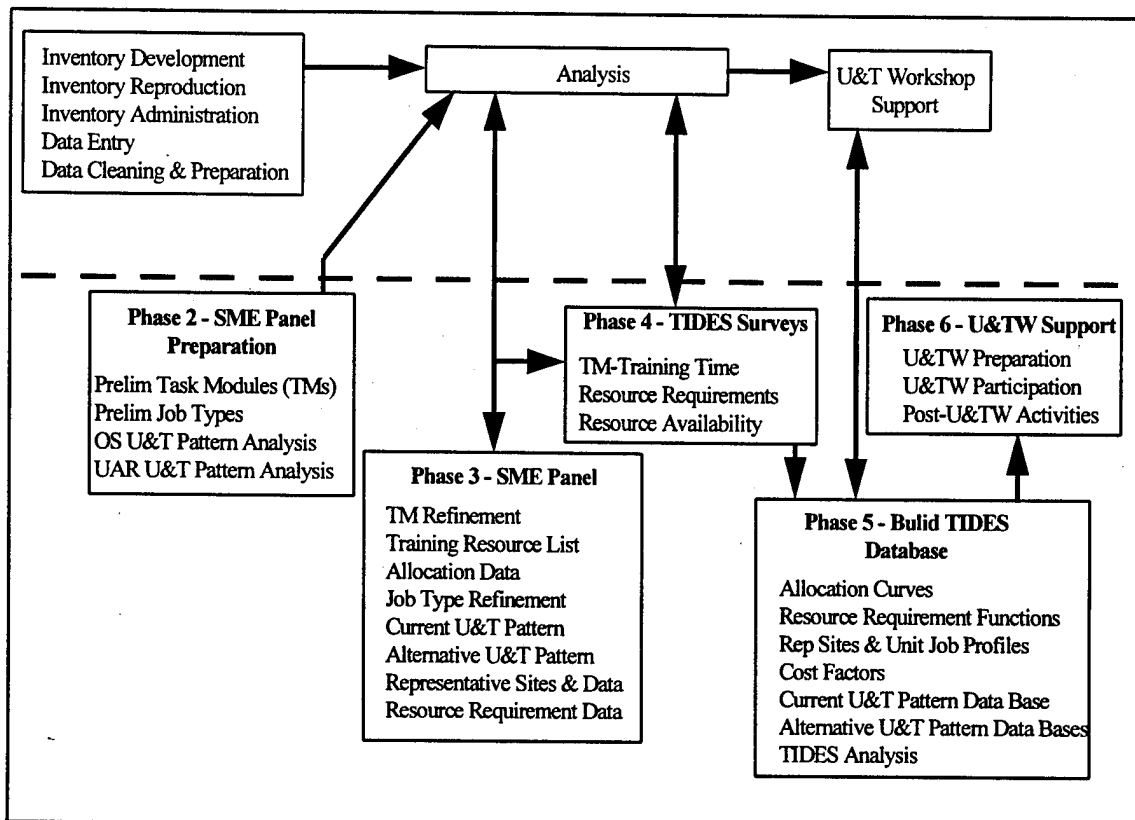 Inventory Development
Inventory Reproduction
Inventory Administration
Data Entry
Data Cleaning & Preparation
Analysis
U&T Workshop
Support
Phase 2 - SME Panel
Preparation
Prelim Task Modules (TMs)
Prelim Job Types
OS U&T Pattern Analysis
UAR U&T Pattern Analysis
Phase 3 - SME Panel
TM Refinement
Training Resource List
Allocation Data
Job Type Refinement
Current U&T Pattern
Alternative U&T Pattern
Representative Sites & Data
Resource Requirement Data
Phase 4 - TIDES Surveys
TM-Training Time
Resource Requirements
Resource Availability
Phase 5 - Bulid TIDES
Database
Allocation Curves
Resource Requirement Functions
Rep Sites & Unit Job Profiles
Cost Factors
Current U&T Pattern Data Base
Alternative U&T Pattern Data Bases
TIDES Analysis
Phase 6 - U&TW Support
U&TW Preparation
U&TW Participation
Post-U&TW Activities